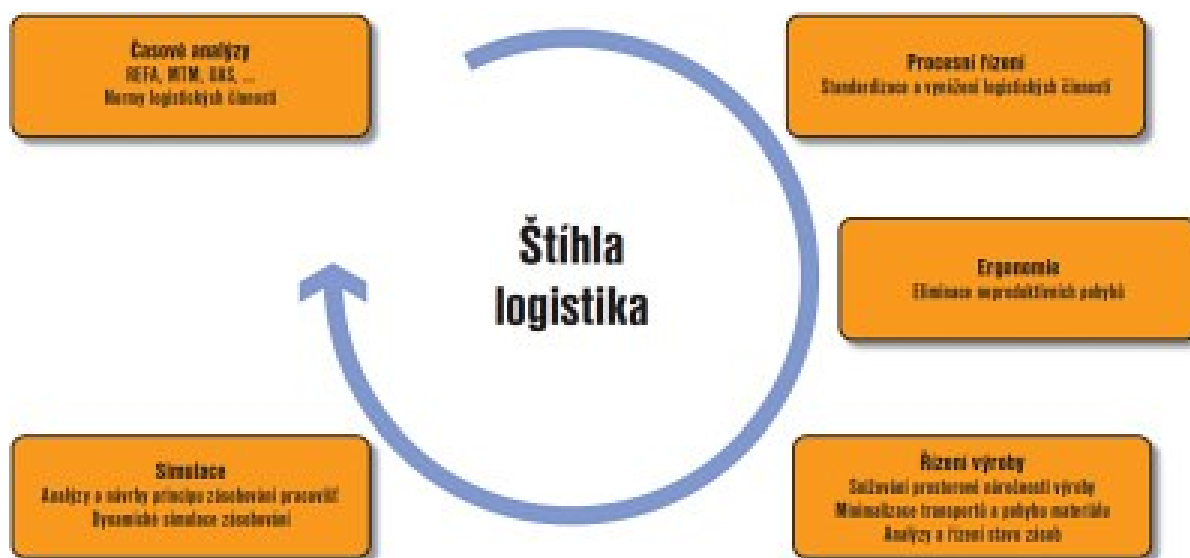 Časové analýzy
REFA, MTM, UAS, ...
Normy logistických činností
Procesní řízení
Standardizace a vyvážení logistických činností
Štíhla
logistika
Ergonomie
Eliminace neproduktivních pohybů
Simulace
Analýzy a návrhy principu zásobování pracovišť
Dynamické simulace zásobování
Řízení výroby
Snižování prostorové náročnosti výroby
Minimalizace transportů a pohybu materiálu
Analýzy a řízení stavu zásob